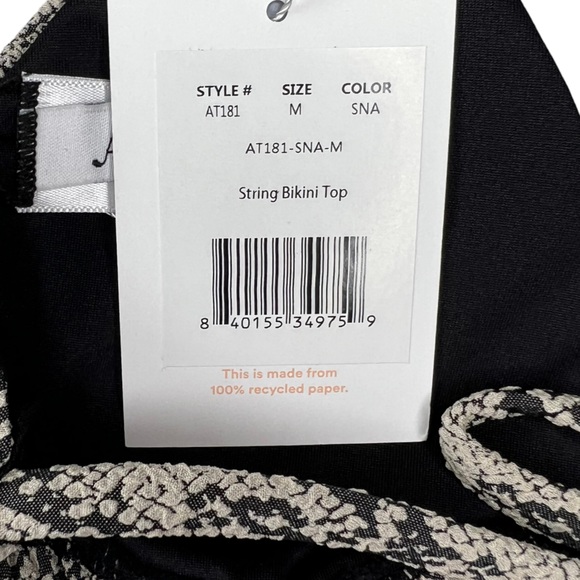 STYLE # SIZE COLOR
AT181 M SNA
AT181-SNA-M
String Bikini Top
8 40155 34975 9
This is made from
100% recycled paper.